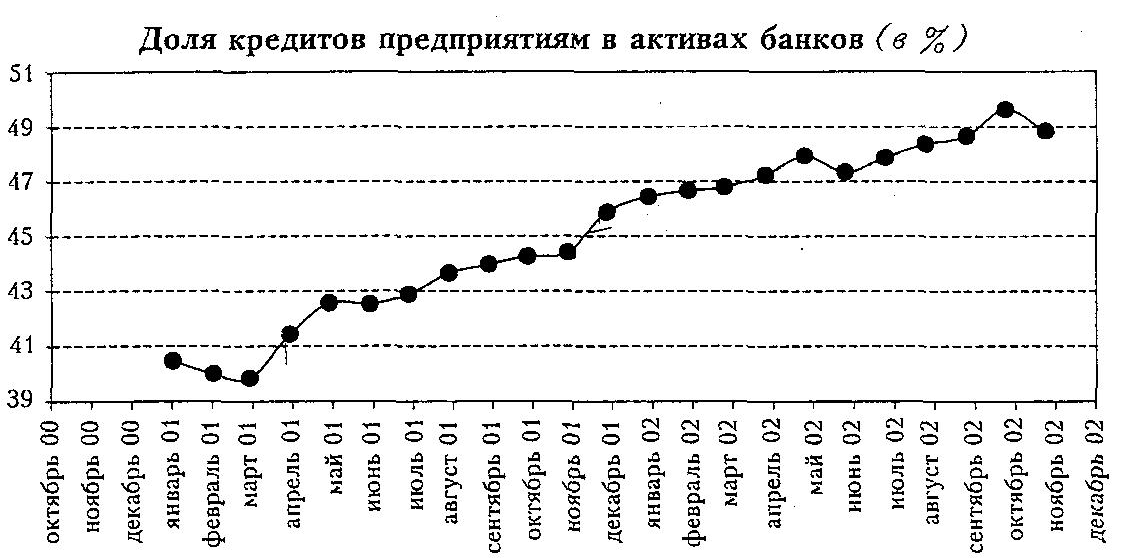 Доля кредитов предприятиям в активах банков (в %)
51
49
47
45
43
41
39
октябрь 00
ноябрь 00
декабрь 00
январь 01
февраль 01
март 01
апрель 01
май 01
июнь 01
июль 01
август 01
сентябрь 01
октябрь 01
ноябрь 01
декабрь 01
январь 02
февраль 02
март 02
апрель 02
май 02
июнь 02
июль 02
август 02
сентябрь 02
октябрь 02
ноябрь 02
декабрь 02